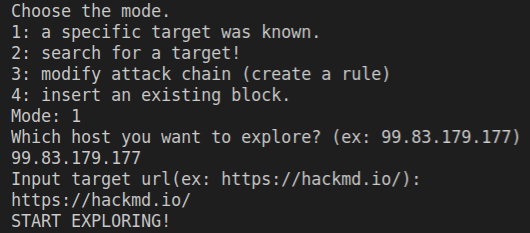 Choose the mode.
1: a specific target was known.
2: search for a target!
3: modify attack chain (create a rule)
4: insert an existing block.
Mode: 1
Which host you want to explore? (ex: 99.83.179.177)
99.83.179.177
Input target url(ex: https://hackmd.io/):
https://hackmd.io/
START EXPLORING!